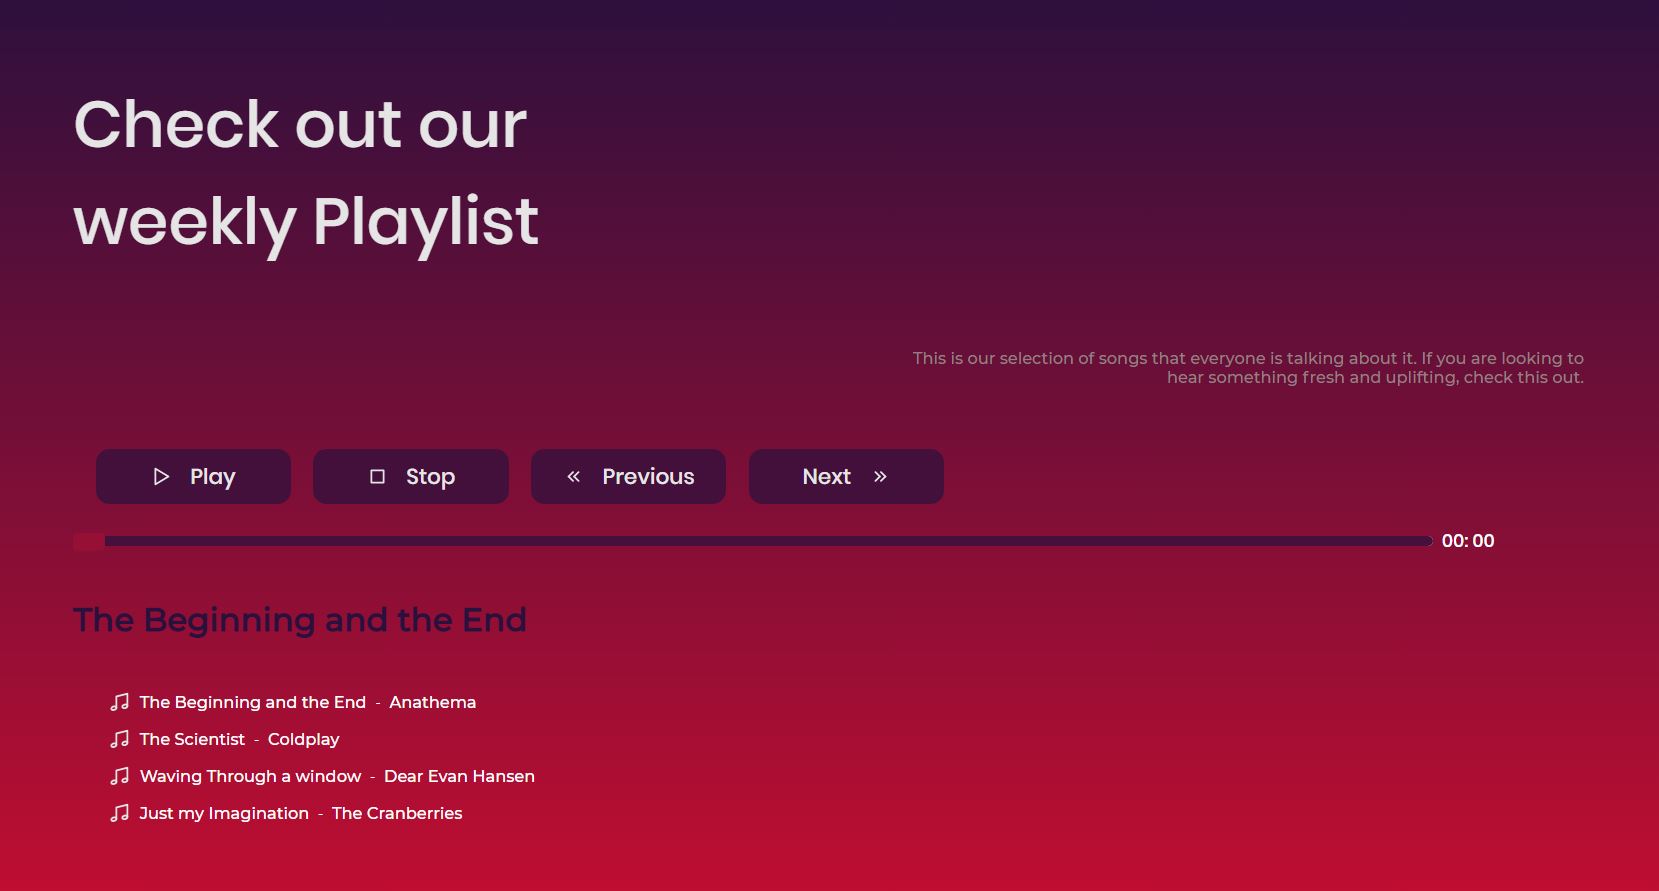 Check out our
weekly Playlist
This is our selection of songs that everyone is talking about it. If you are looking to
hear something fresh and uplifting, check this out.
Play
Stop
Previous
Next
00:00
The Beginning and the End
The Beginning and the End - Anathema
The Scientist - Coldplay
Waving Through a window - Dear Evan Hansen
Just my Imagination - The Cranberries